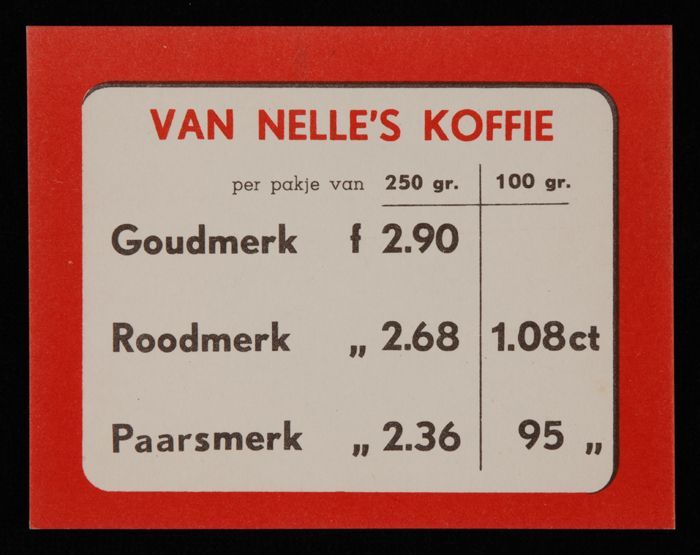 VAN NELLE'S KOFFIE
per pakje van 250 gr. 100 gr.
Goudmerk f 2.90
Roodmerk „ 2.68 1.08ct
Paarsmerk „ 2.36 95 „